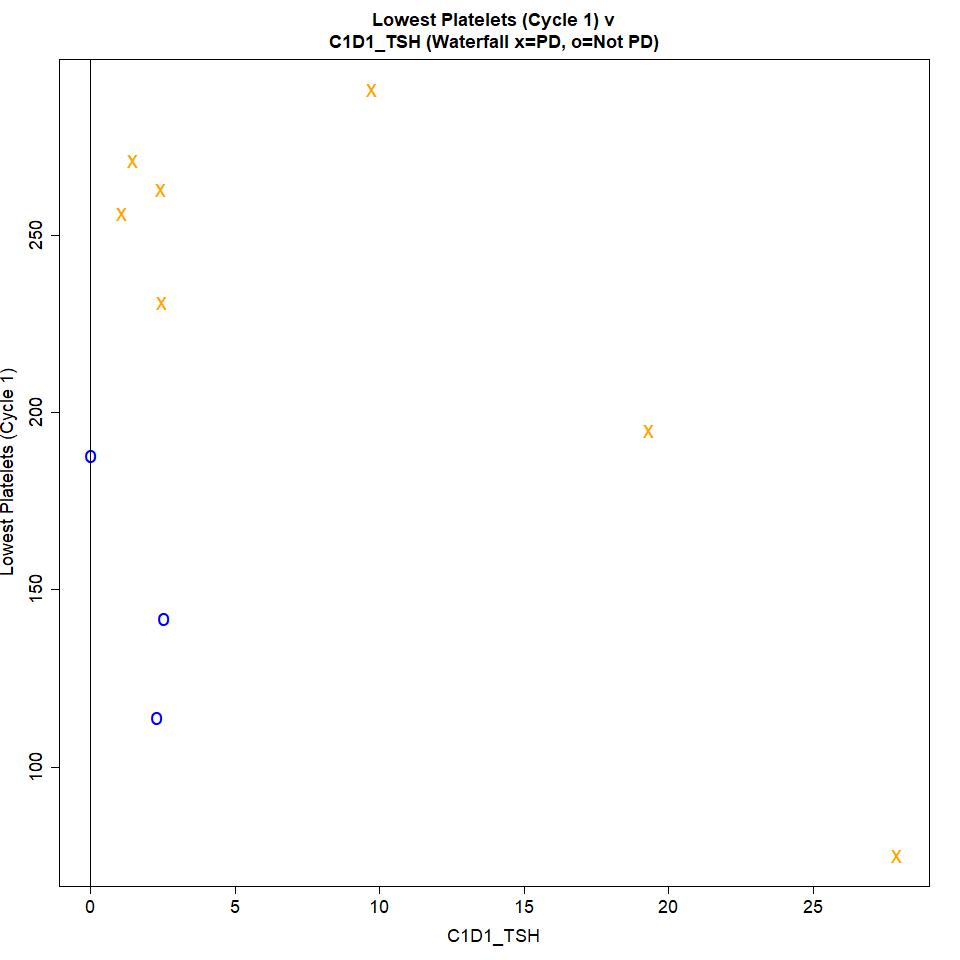 Lowest Platelets (Cycle 1) v
C1D1_TSH (Waterfall x=PD, o=Not PD)
Lowest Platelets (Cycle 1)
250
200
150
100
X
X
X
X
X
X
O
O
O
X
0
5
10
15
20
25
C1D1_TSH